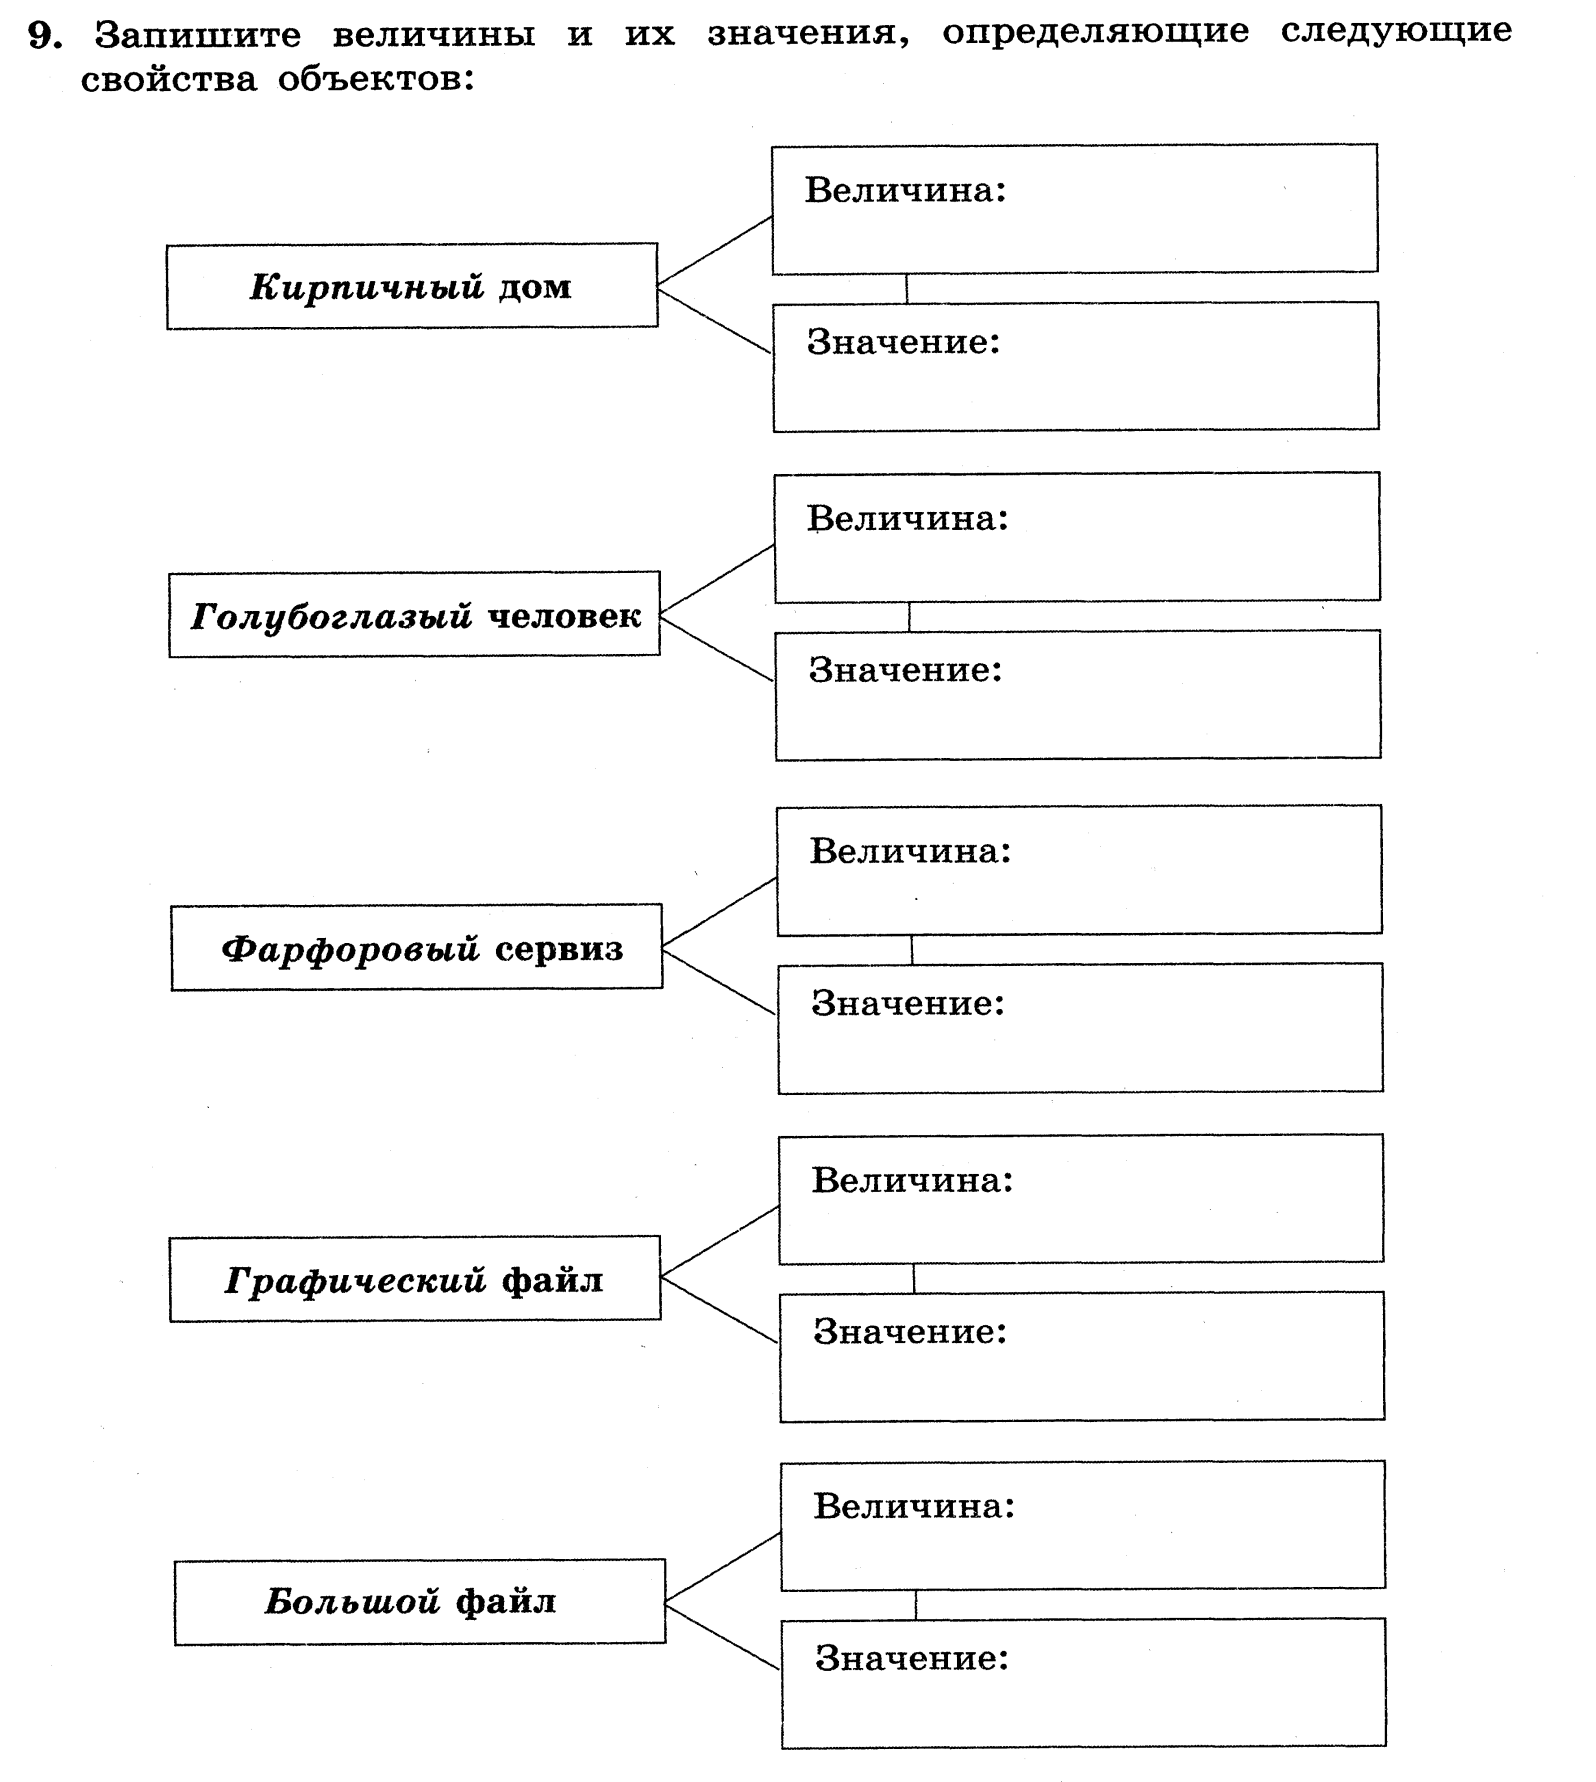 9. Запишите величины и их значения, определяющие следующие
свойства объектов:
Величина:
Кирпичный дом
Значение:
Величина:
Голубоглазый человек
Значение:
Величина:
Фарфоровый сервиз
Значение:
Величина:
Графический файл
Значение:
Величина:
Большой файл
Значение: